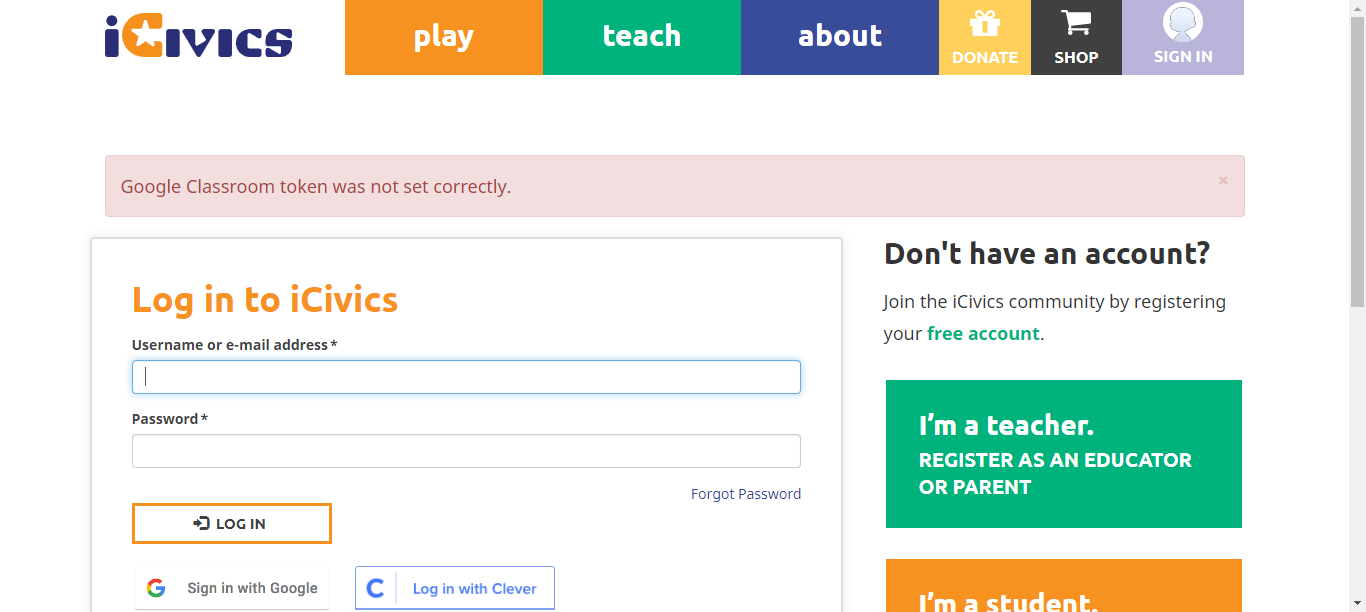 iCivics
play
teach
about
DONATE
SHOP
SIGN IN
Google Classroom token was not set correctly.
×
Log in to iCivics
Username or e-mail address*
Password*
Forgot Password
LOG IN
Sign in with Google
Log in with Clever
Don't have an account?
Join the iCivics community by registering
your free account.
I’m a teacher.
REGISTER AS AN EDUCATOR
OR PARENT
I’m a student.